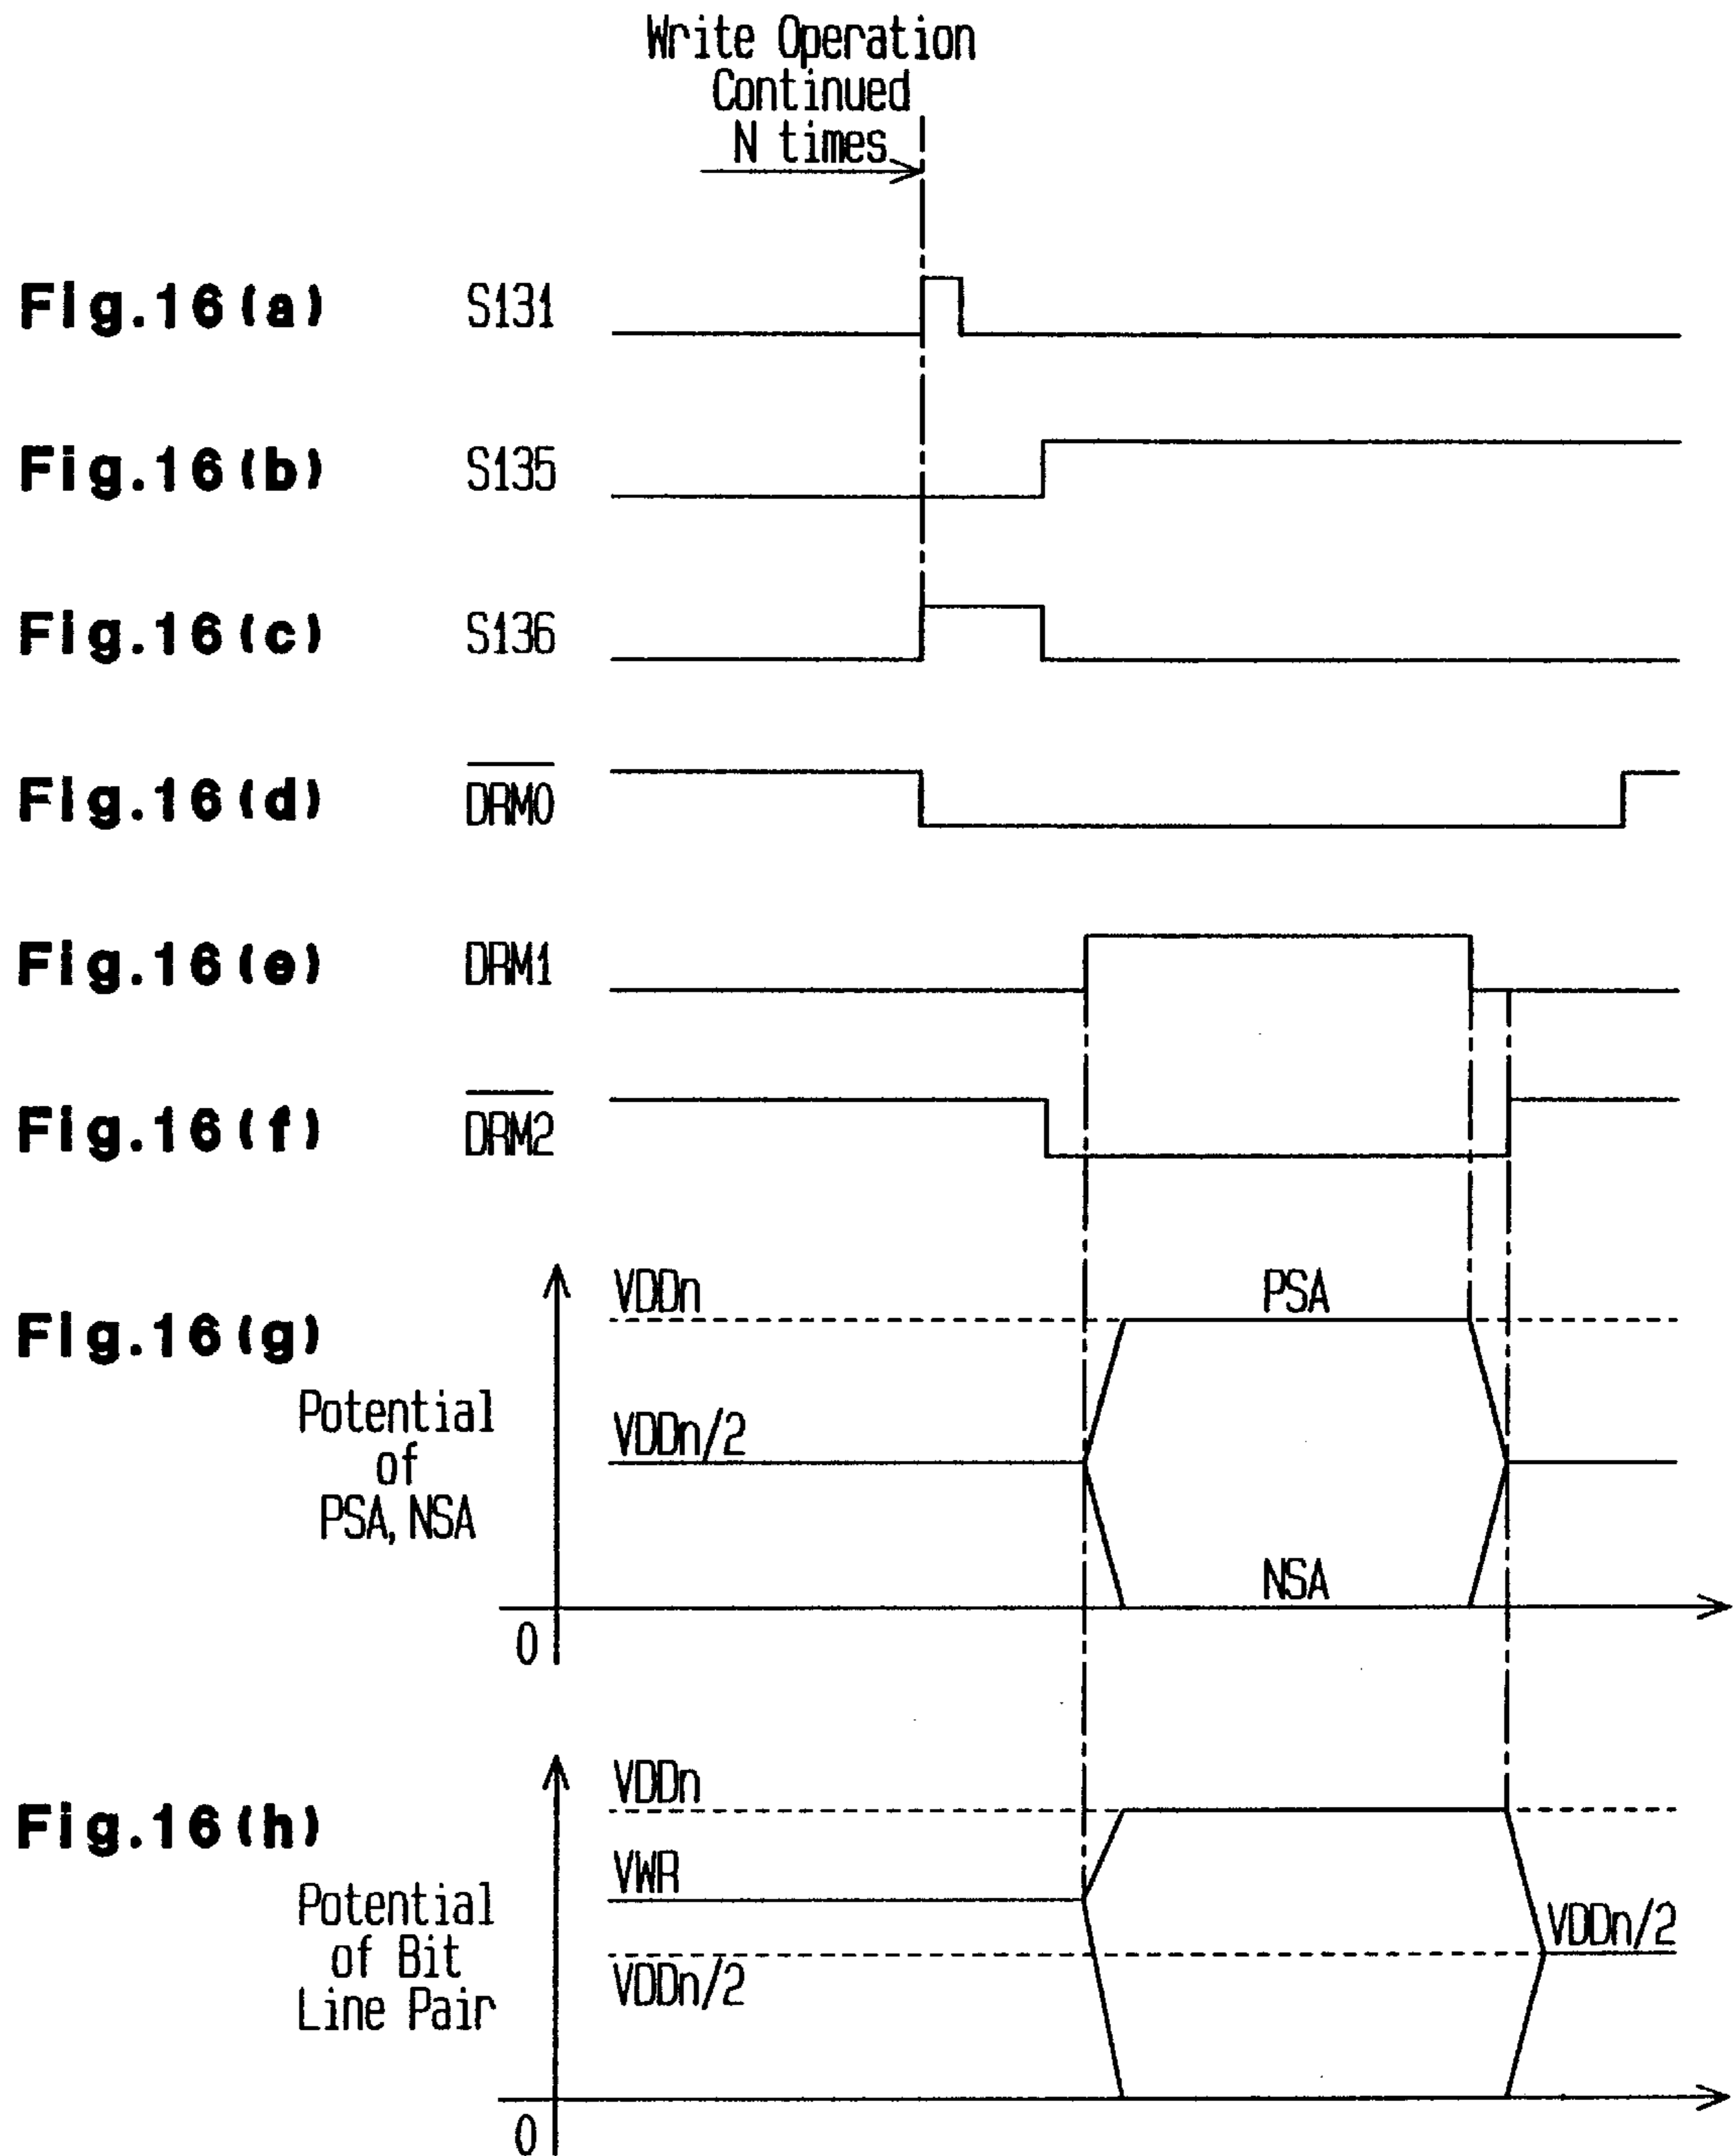 Write Operation
Continued
N times
Fig.16(a) S131
Fig.16(b) S135
Fig.16(c) S136
Fig.16(d) DRM0
Fig.16(e) DRM1
Fig.16(f) DRM2
VDDn PSA
Fig.16(g)
Potential
of
PSA, NSA
VDDn/2
NSA
0
VDDn
Fig.16(h)
VWR
Potential
of Bit
Line Pair
VDDn/2
VDDn/2
0